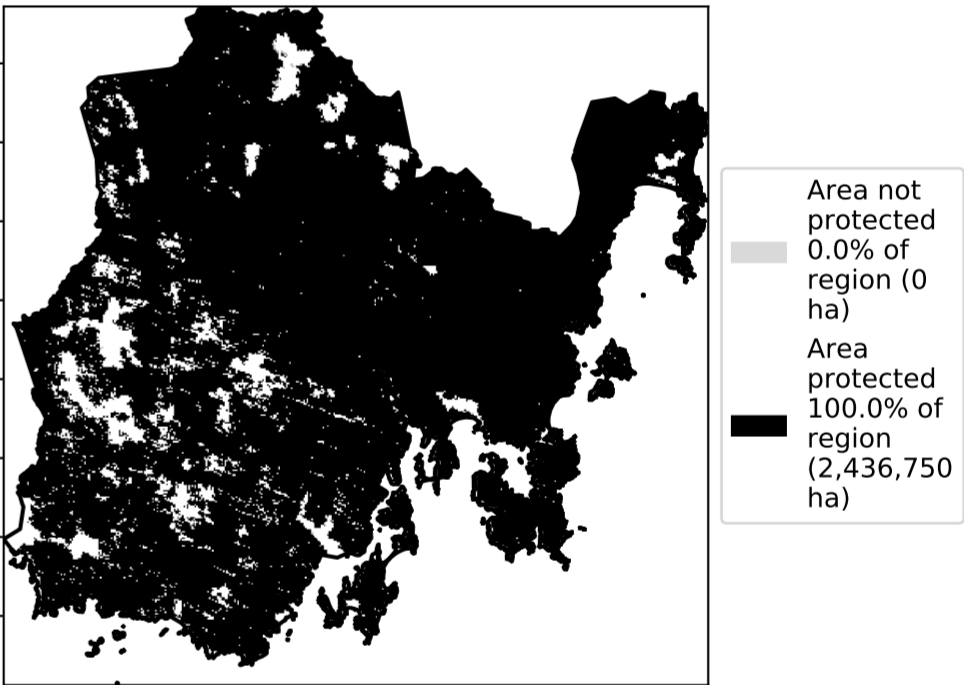 Area not
protected
0.0% of
region (0
ha)
Area
protected
100.0% of
region
(2,436,750
ha)